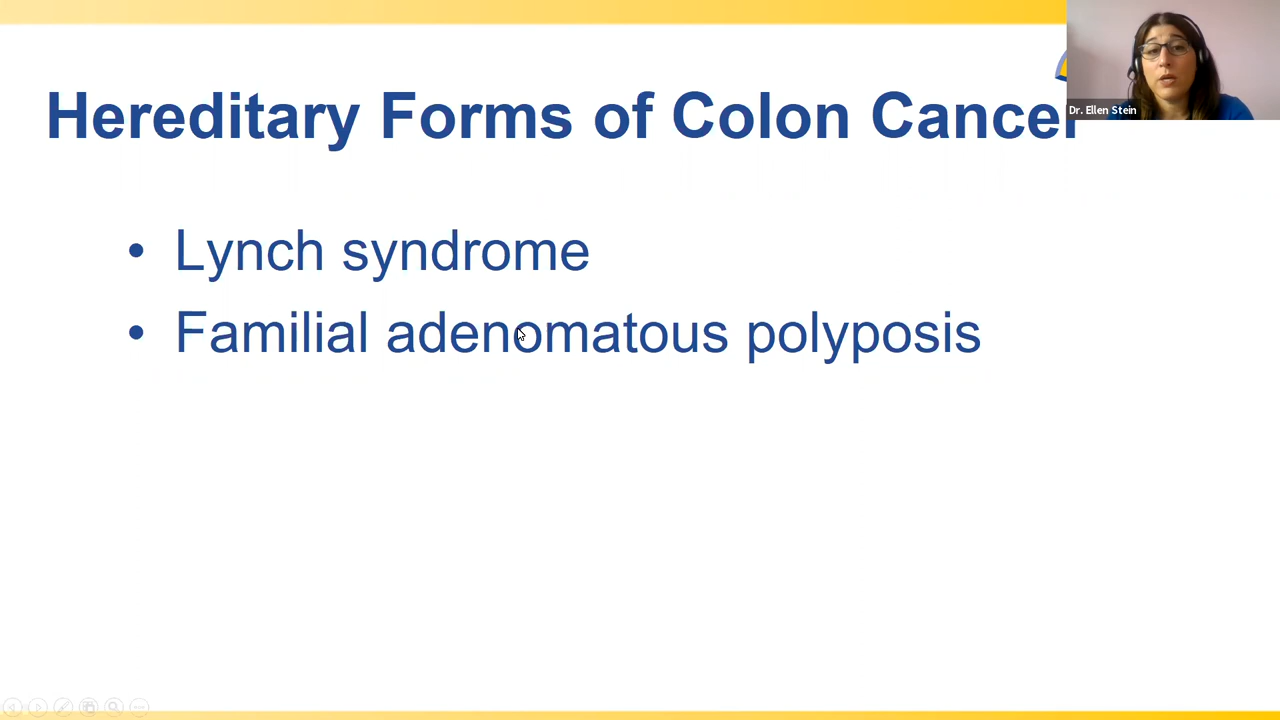 Hereditary Forms of Colon Cancer
Dr. Ellen Stein
• Lynch syndrome
• Familial adenomatous polyposis